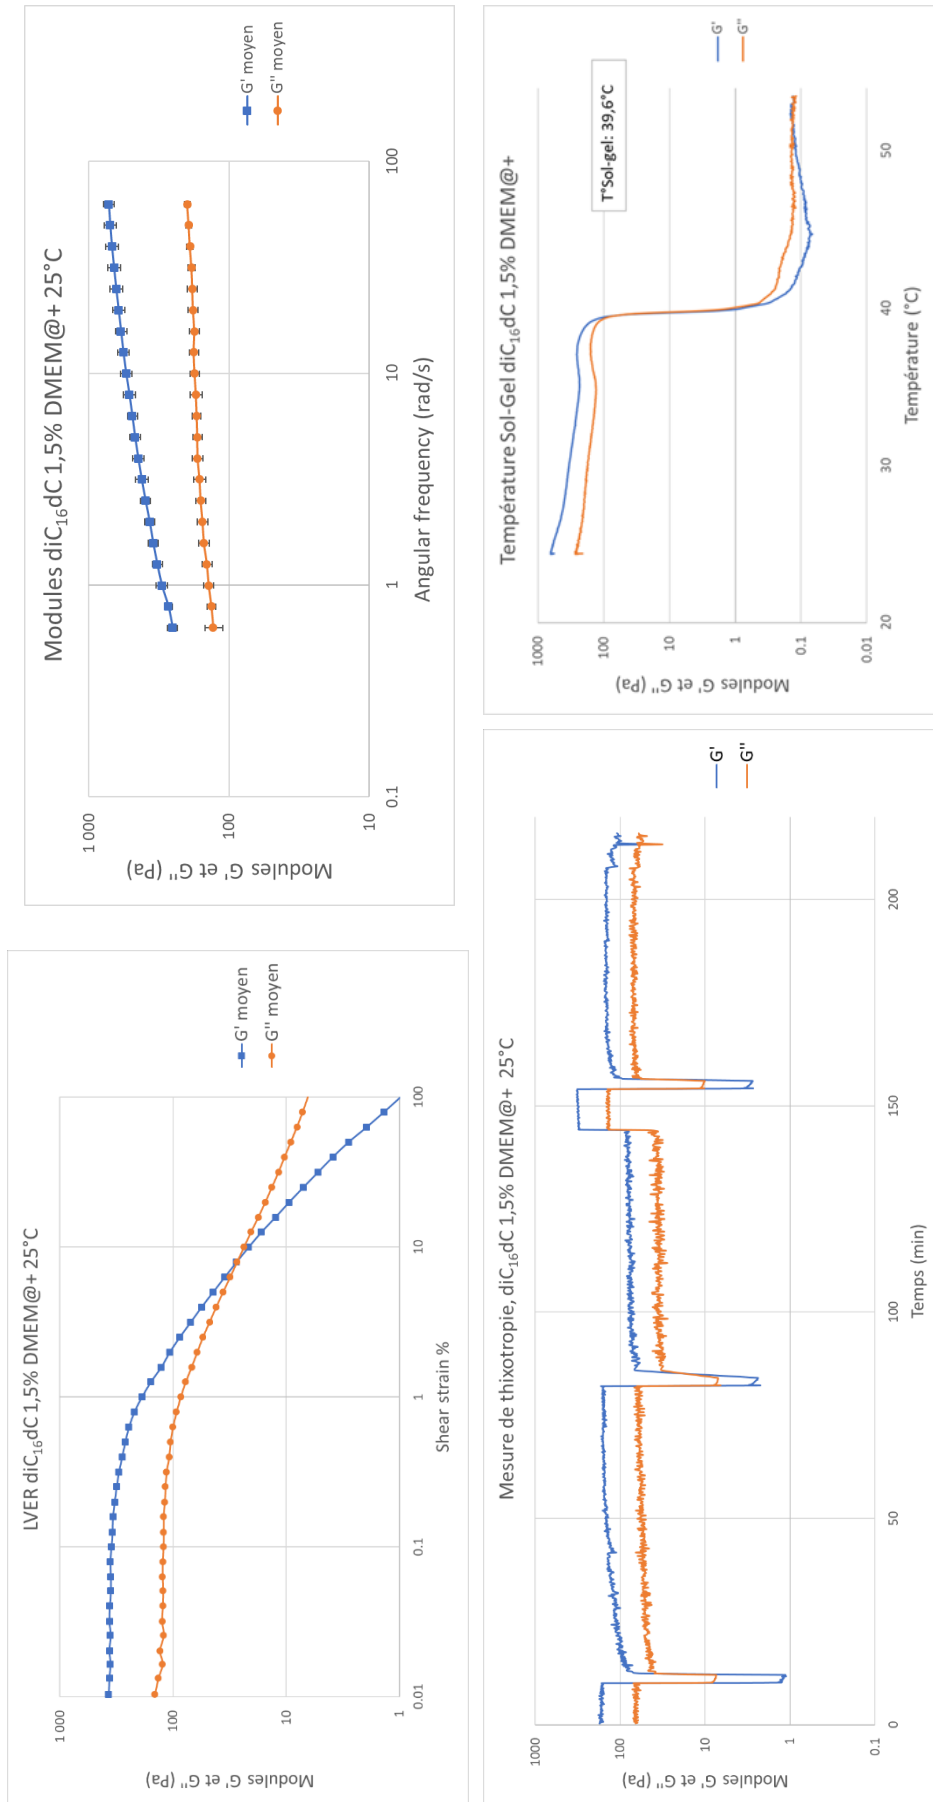 LVER diC16dC 1,5% DMEM@+ 25°C
Modules G' et G'' (Pa)
1 000
100
10
1
0.01
0.1
1
10
100
Shear strain %
G' moyen
G'' moyen
Modules diC16dC 1,5% DMEM@+ 25°C
Modules G' et G'' (Pa)
1 000
100
10
0.1
1
10
100
Angular frequency (rad/s)
G' moyen
G'' moyen
Mesure de thixotropie, diC16dC 1,5% DMEM@+ 25°C
Modules G' et G'' (Pa)
1000
100
10
1
0.1
0
50
100
150
200
Temps (min)
G'
G''
Température Sol-Gel diC16dC 1,5% DMEM@+
Modules G' et G'' (Pa)
1000
100
10
1
0.1
0.01
20
30
40
50
Température (°C)
T°Sol-gel: 39,6°C
G'
G''